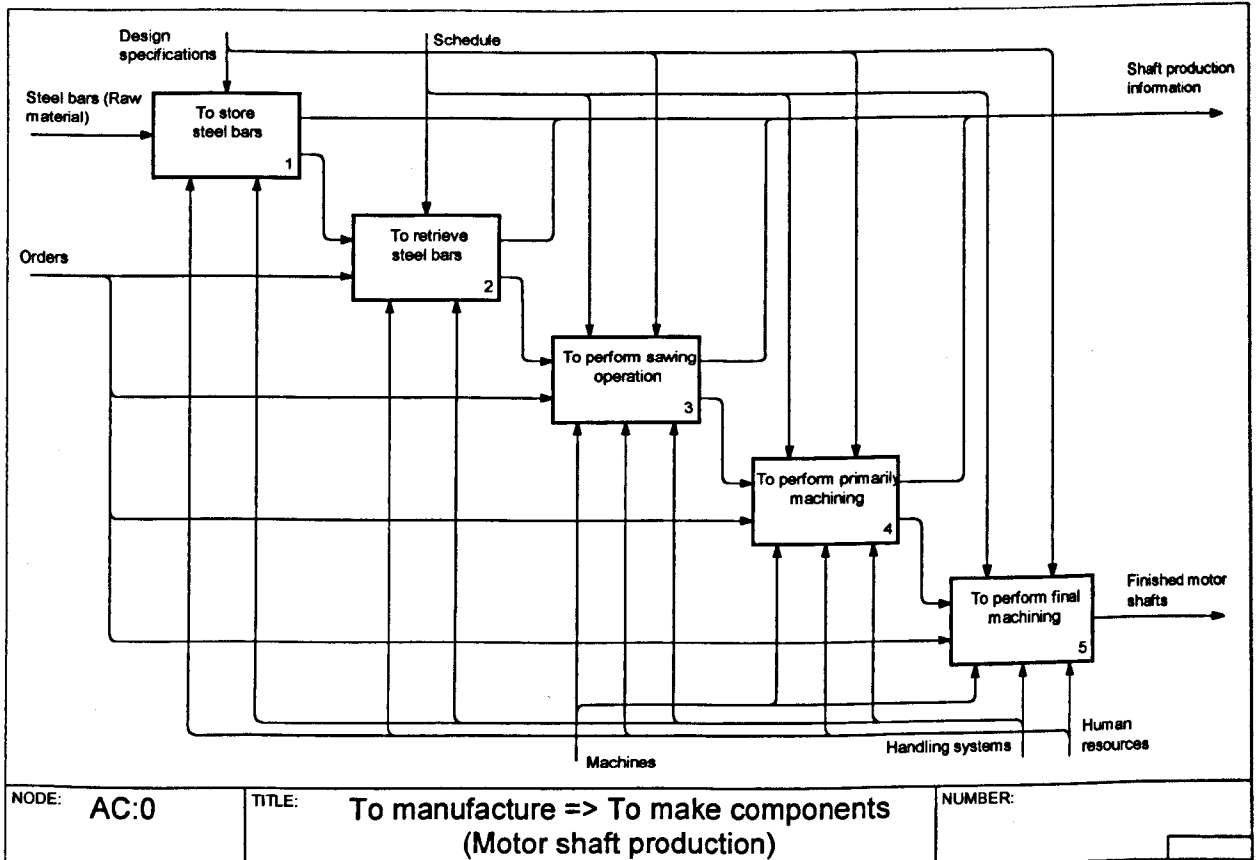 Design
specifications
Schedule
Shaft production
information
Steel bars (Raw
material)
To store
steel bars
1
To retrieve
steel bars
2
Orders
To perform sawing
operation
3
To perform primarily
machining
4
To perform final
machining
5
Finished motor
shafts
Machines
Handling systems
Human
resources
NODE: AC:0
TITLE: To manufacture => To make components
(Motor shaft production)
NUMBER: